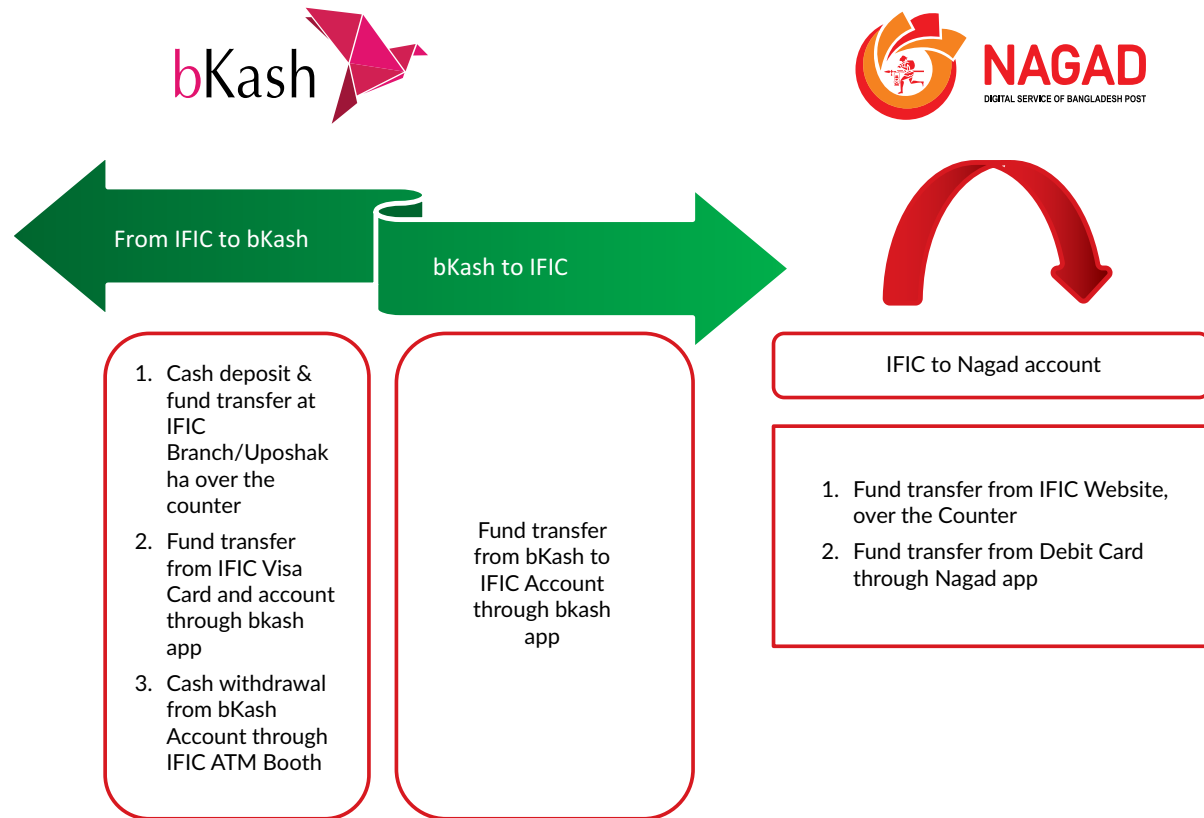 bKash
NAGAD
DIGITAL SERVICE OF BANGLADESH POST
From IFIC to bKash
bKash to IFIC
1. Cash deposit &
fund transfer at
IFIC
Branch/Uposhak
ha over the
counter
2. Fund transfer
from IFIC Visa
Card and account
through bkash
app
3. Cash withdrawal
from bKash
Account through
IFIC ATM Booth
Fund transfer
from bKash to
IFIC Account
through bkash
app
IFIC to Nagad account
1. Fund transfer from IFIC Website,
over the Counter
2. Fund transfer from Debit Card
through Nagad app